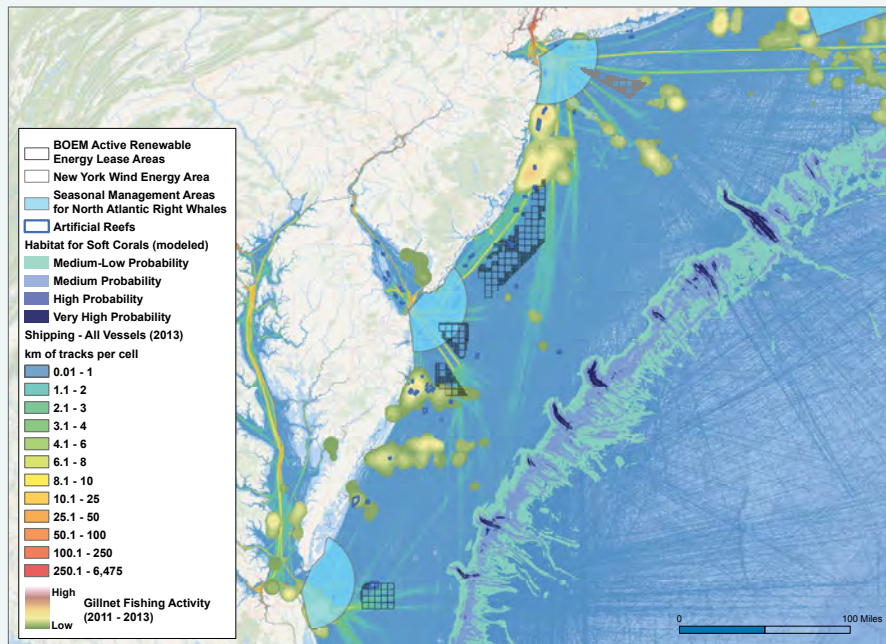 BOEM Active Renewable
Energy Lease Areas
New York Wind Energy Area
Seasonal Management Areas
for North Atlantic Right Whales
Artificial Reefs
Habitat for Soft Corals (modeled)
Medium-Low Probability
Medium Probability
High Probability
Very High Probability
Shipping - All Vessels (2013)
km of tracks per cell
0.01 - 1
1.1 - 2
2.1 - 3
3.1 - 4
4.1 - 6
6.1 - 8
8.1 - 10
10.1 - 25
25.1 - 50
50.1 - 100
100.1 - 250
250.1 - 6,475
High
Gillnet Fishing Activity
(2011 - 2013)
Low
0
100 Miles